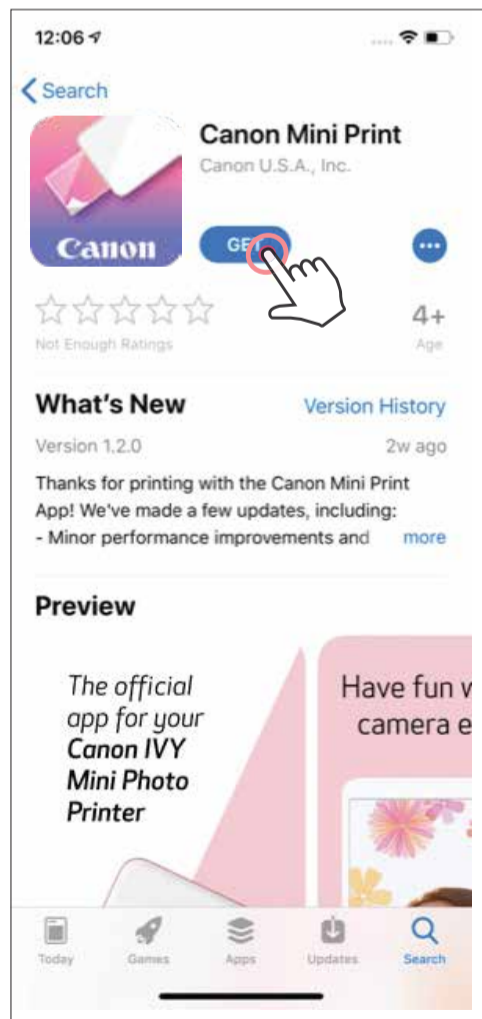 12:06
Search
Canon Mini Print
Canon U.S.A., Inc.
Canon
GET
4+
Not Enough Ratings
Age
What's New
Version History
Version 1.2.0
2w ago
Thanks for printing with the Canon Mini Print
App! We've made a few updates, including:
- Minor performance improvements and
more
Preview
The official
app for your
Canon IVY
Mini Photo
Printer
Have fun w
camera e
Today
Games
Apps
Updates
Search